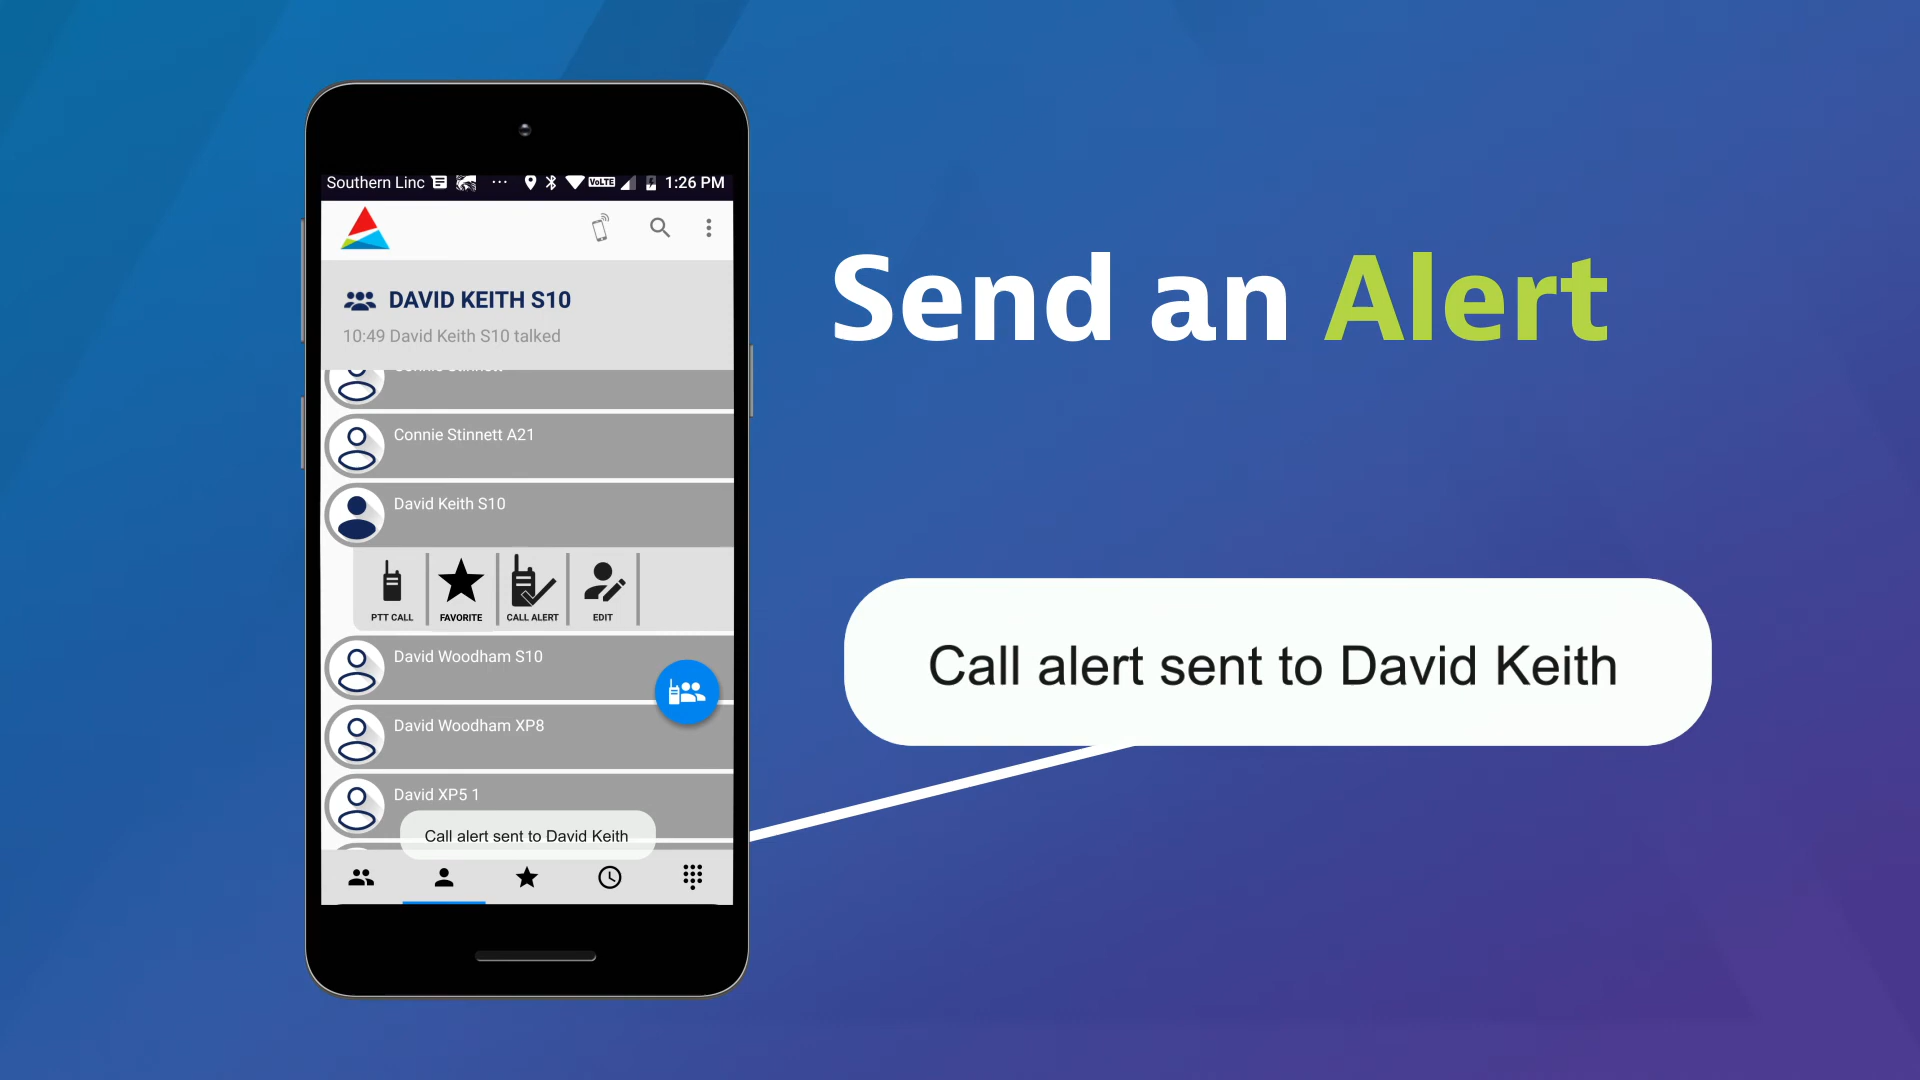 Southern Linc
VoLTE
1:26 PM
DAVID KEITH S10
10:49 David Keith S10 talked
Connie Stinnett A21
David Keith S10
PTT CALL
FAVORITE
CALL ALERT
EDIT
David Woodham S10
David Woodham XP8
David XP5 1
Call alert sent to David Keith
Send an Alert
Call alert sent to David Keith